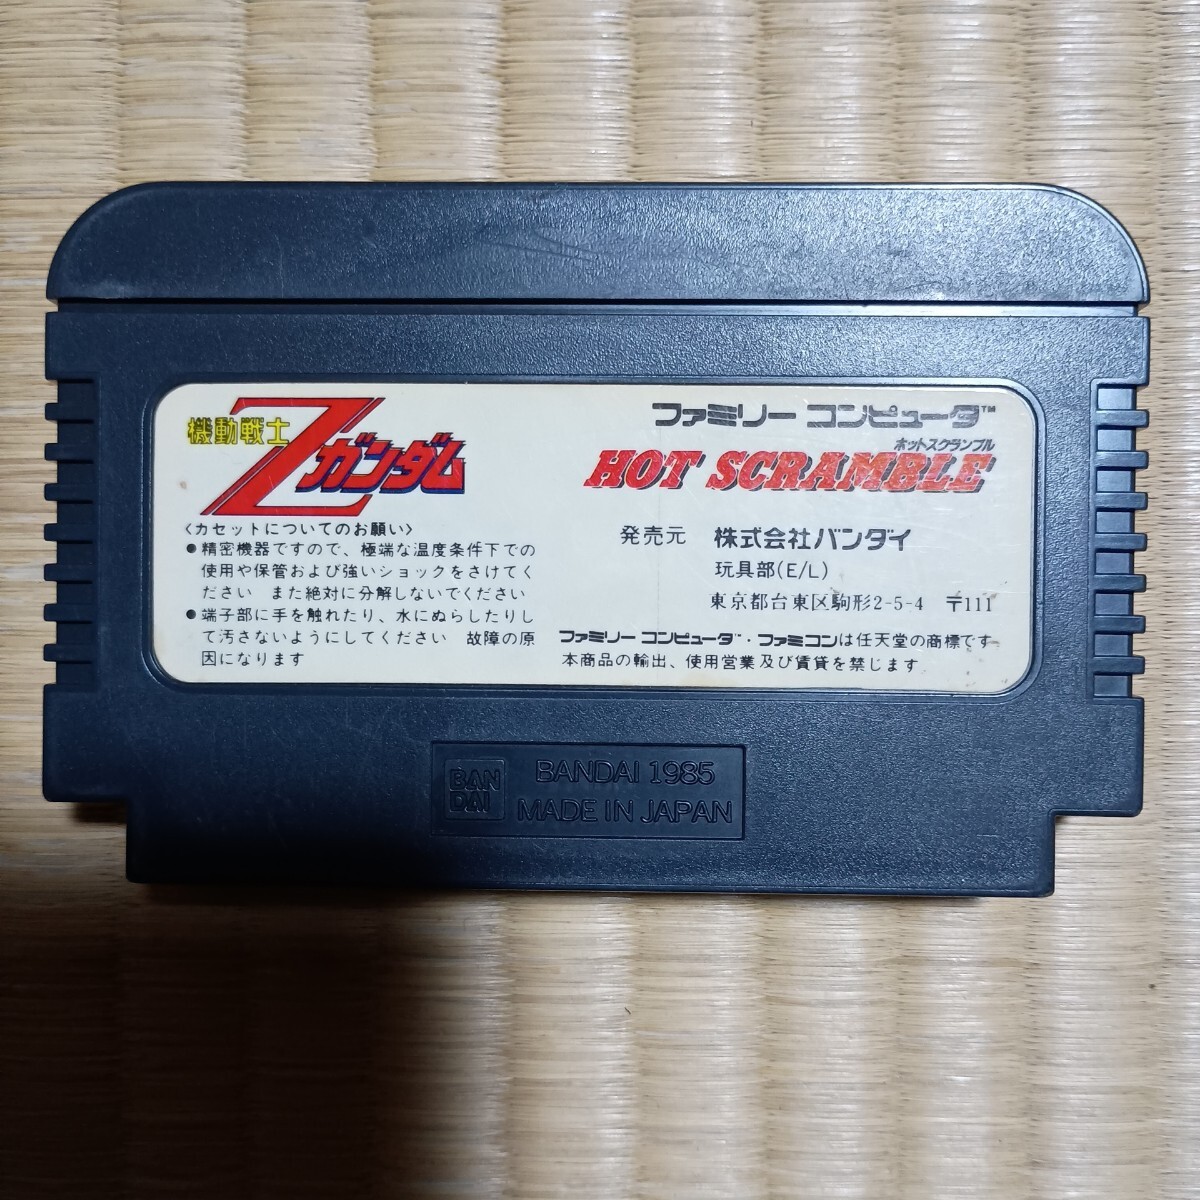 機動戦士Ζガンダム
〈カセットについてのお願い〉
●精密機器ですので、極端な温度条件下での
使用や保管および強いショックをさけてく
ださい　また絶対に分解しないでください
●端子部に手を触れたり、水にぬらしたりし
て汚さないようにしてください　故障の原
因になります
ファミリー コンピュータ™
ホットスクランブル
HOT SCRAMBLE
発売元　株式会社バンダイ
玩具部(E/L)
東京都台東区駒形2-5-4　〒111
ファミリー コンピュータ™・ファミコンは任天堂の商標です
本商品の輸出、使用営業及び賃貸を禁じます
BAN
DAI
BANDAI 1985
MADE IN JAPAN